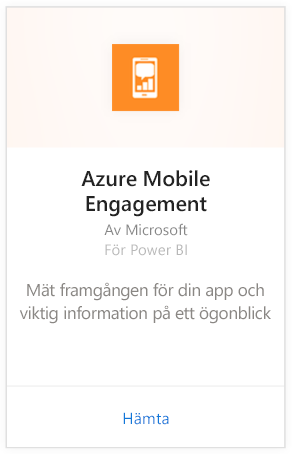 Azure Mobile
Engagement
Av Microsoft
För Power BI
Mät framgången för din app och
viktig information på ett ögonblick
Hämta